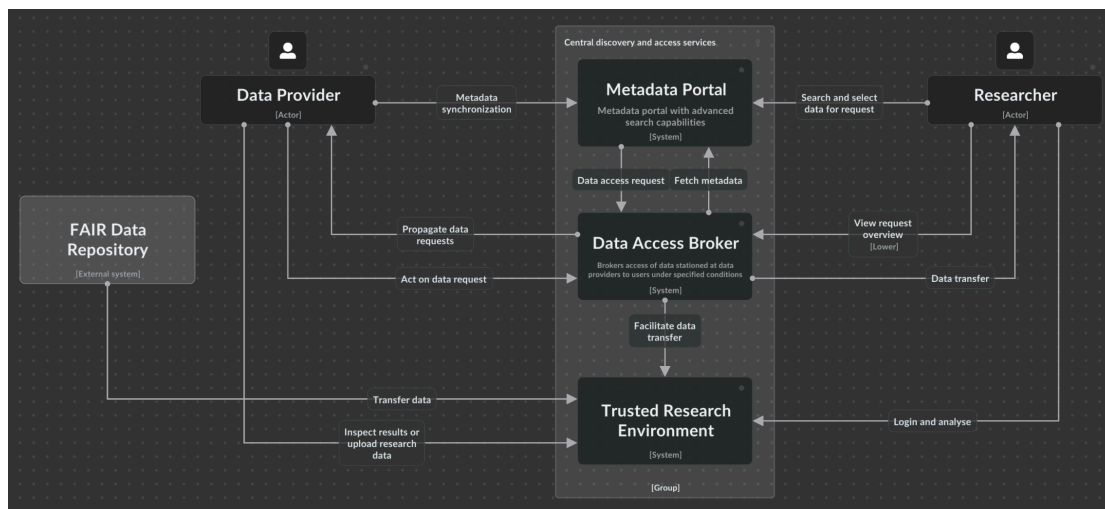 Central discovery and access services
Data Provider
[Actor]
Metadata
synchronization
Metadata Portal
Metadata portal with advanced
search capabilities
[System]
Search and select
data for request
Researcher
[Actor]
Data access request
Fetch metadata
FAIR Data
Repository
[External system]
Propagate data
requests
Act on data request
Data Access Broker
Brokers access of data stationed at data
providers to users under specified conditions
[System]
View request
overview
[Lower]
Data transfer
Facilitate data
transfer
Transfer data
Inspect results or
upload research
data
Trusted Research
Environment
[System]
Login and analyse
[Group]